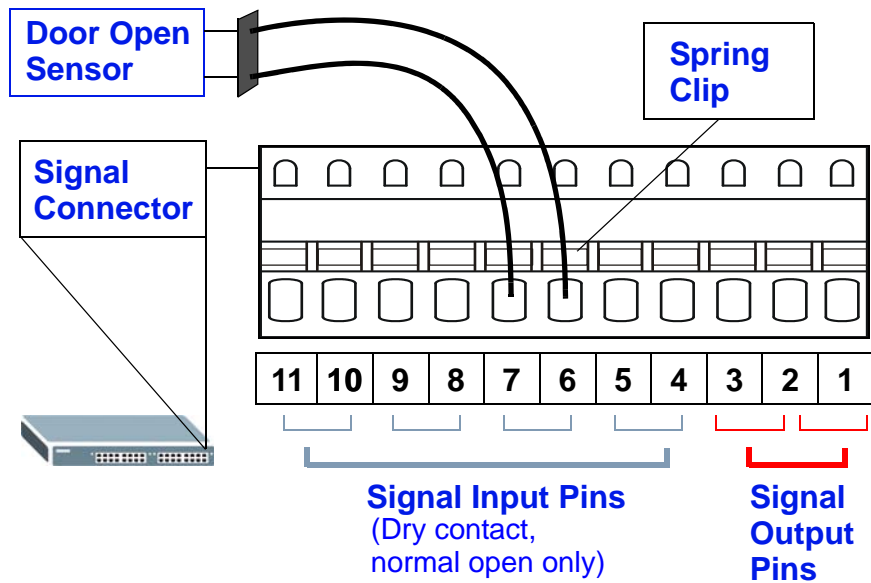 Door Open
Sensor
Spring
Clip
Signal
Connector
11 10 9 8 7 6 5 4 3 2 1
Signal Input Pins
(Dry contact,
normal open only)
Signal
Output
Pins